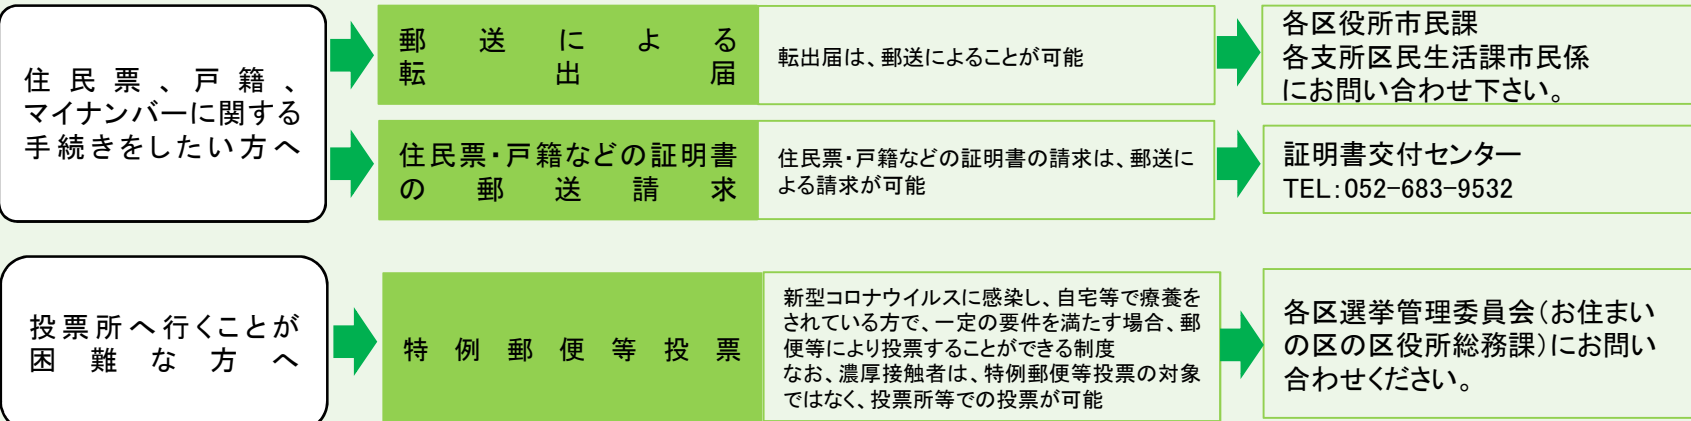 住民票、戸籍、
マイナンバーに関する
手続きをしたい方へ
郵送による
転出届
転出届は、郵送によることが可能
各区役所市民課
各支所区民生活課市民係
にお問い合わせ下さい。
住民票・戸籍などの証明書
の郵送請求
住民票・戸籍などの証明書の請求は、郵送に
よる請求が可能
証明書交付センター
TEL:052-683-9532
投票所へ行くことが
困難な方へ
特例郵便等投票
新型コロナウイルスに感染し、自宅等で療養を
されている方で、一定の要件を満たす場合、郵
便等により投票することができる制度
なお、濃厚接触者は、特例郵便等投票の対象
ではなく、投票所等での投票が可能
各区選挙管理委員会(お住まい
の区の区役所総務課)にお問い
合わせください。